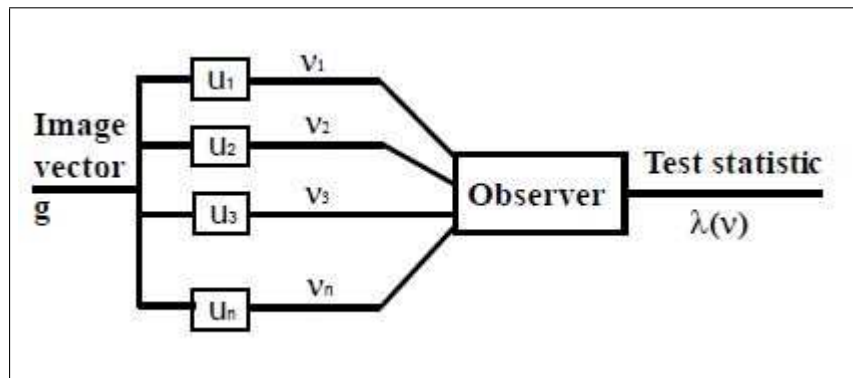 Image
vector
g
u₁
u₂
u₃
uₙ
ν₁
ν₂
ν₃
νₙ
Observer
Test statistic
λ(ν)